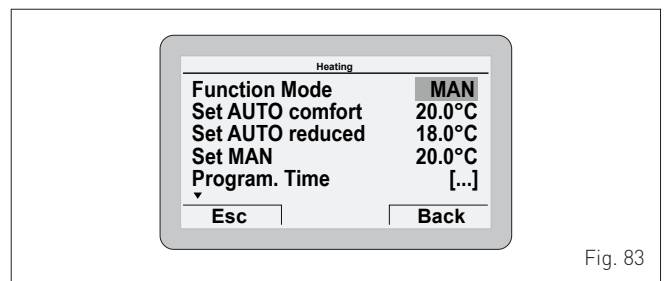 Heating
Function Mode MAN
Set AUTO comfort 20.0°C
Set AUTO reduced 18.0°C
Set MAN 20.0°C
Program. Time [...]
Esc Back
Fig. 83